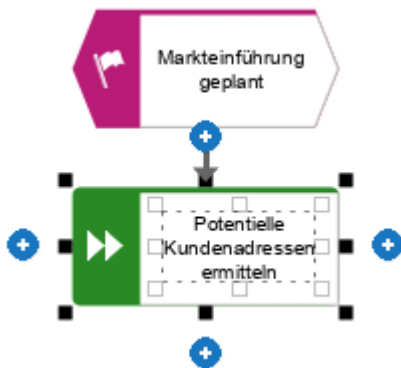 Markteinführung
geplant
Potentielle
Kundenadressen
ermitteln